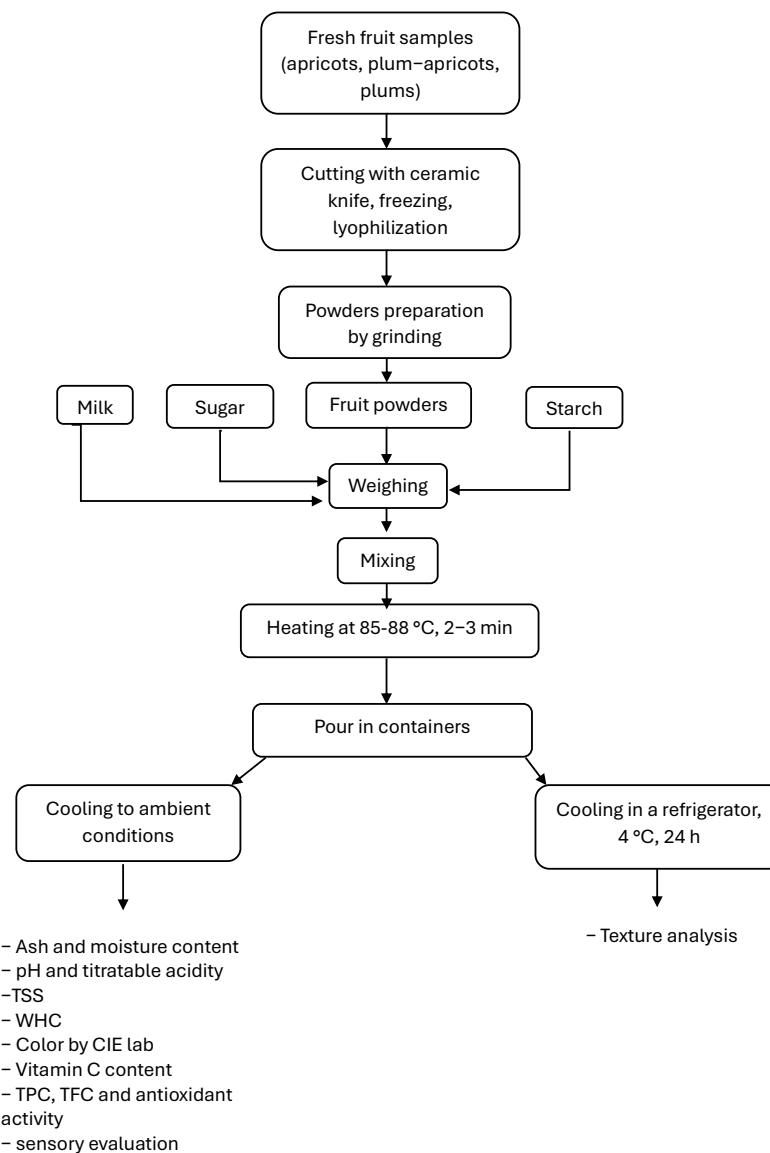 Fresh fruit samples
(apricots, plum−apricots,
plums)
Cutting with ceramic
knife, freezing,
lyophilization
Powders preparation
by grinding
Milk
Sugar
Fruit powders
Starch
Weighing
Mixing
Heating at 85-88 °C, 2−3 min
Pour in containers
Cooling to ambient
conditions
Cooling in a refrigerator,
4 °C, 24 h
− Ash and moisture content
− pH and titratable acidity
−TSS
− WHC
− Color by CIE lab
− Vitamin C content
− TPC, TFC and antioxidant
activity
− sensory evaluation
− Texture analysis